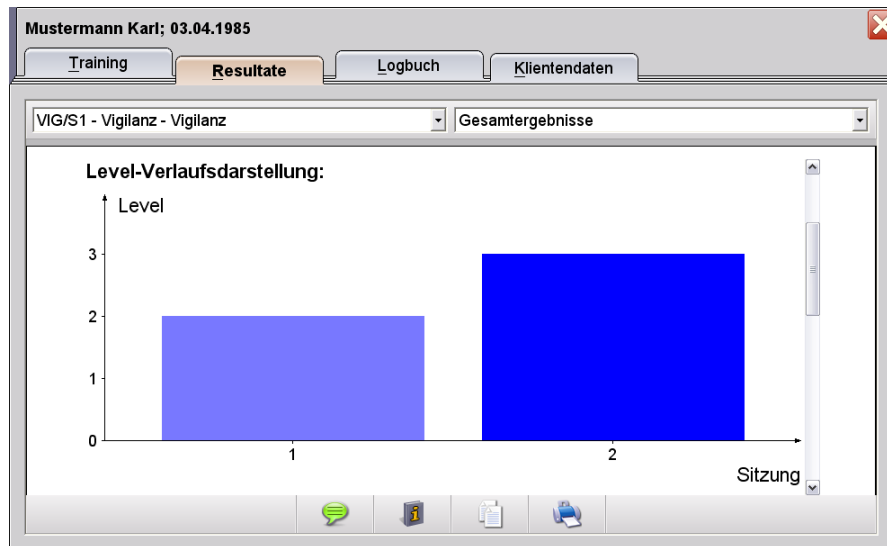 Mustermann Karl; 03.04.1985
Training
Resultate
Logbuch
Klientendaten
VIG/S1 - Vigilanz - Vigilanz
Gesamtergebnisse
Level-Verlaufsdarstellung:
Level
3
2
1
0
1
2
Sitzung